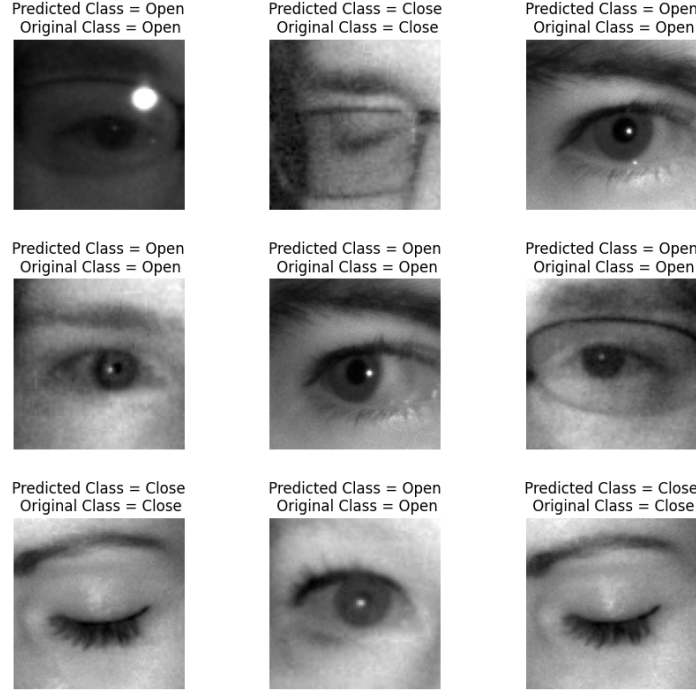 Predicted Class = Open
Original Class = Open
Predicted Class = Close
Original Class = Close
Predicted Class = Open
Original Class = Open
Predicted Class = Open
Original Class = Open
Predicted Class = Open
Original Class = Open
Predicted Class = Open
Original Class = Open
Predicted Class = Close
Original Class = Close
Predicted Class = Open
Original Class = Open
Predicted Class = Close
Original Class = Close